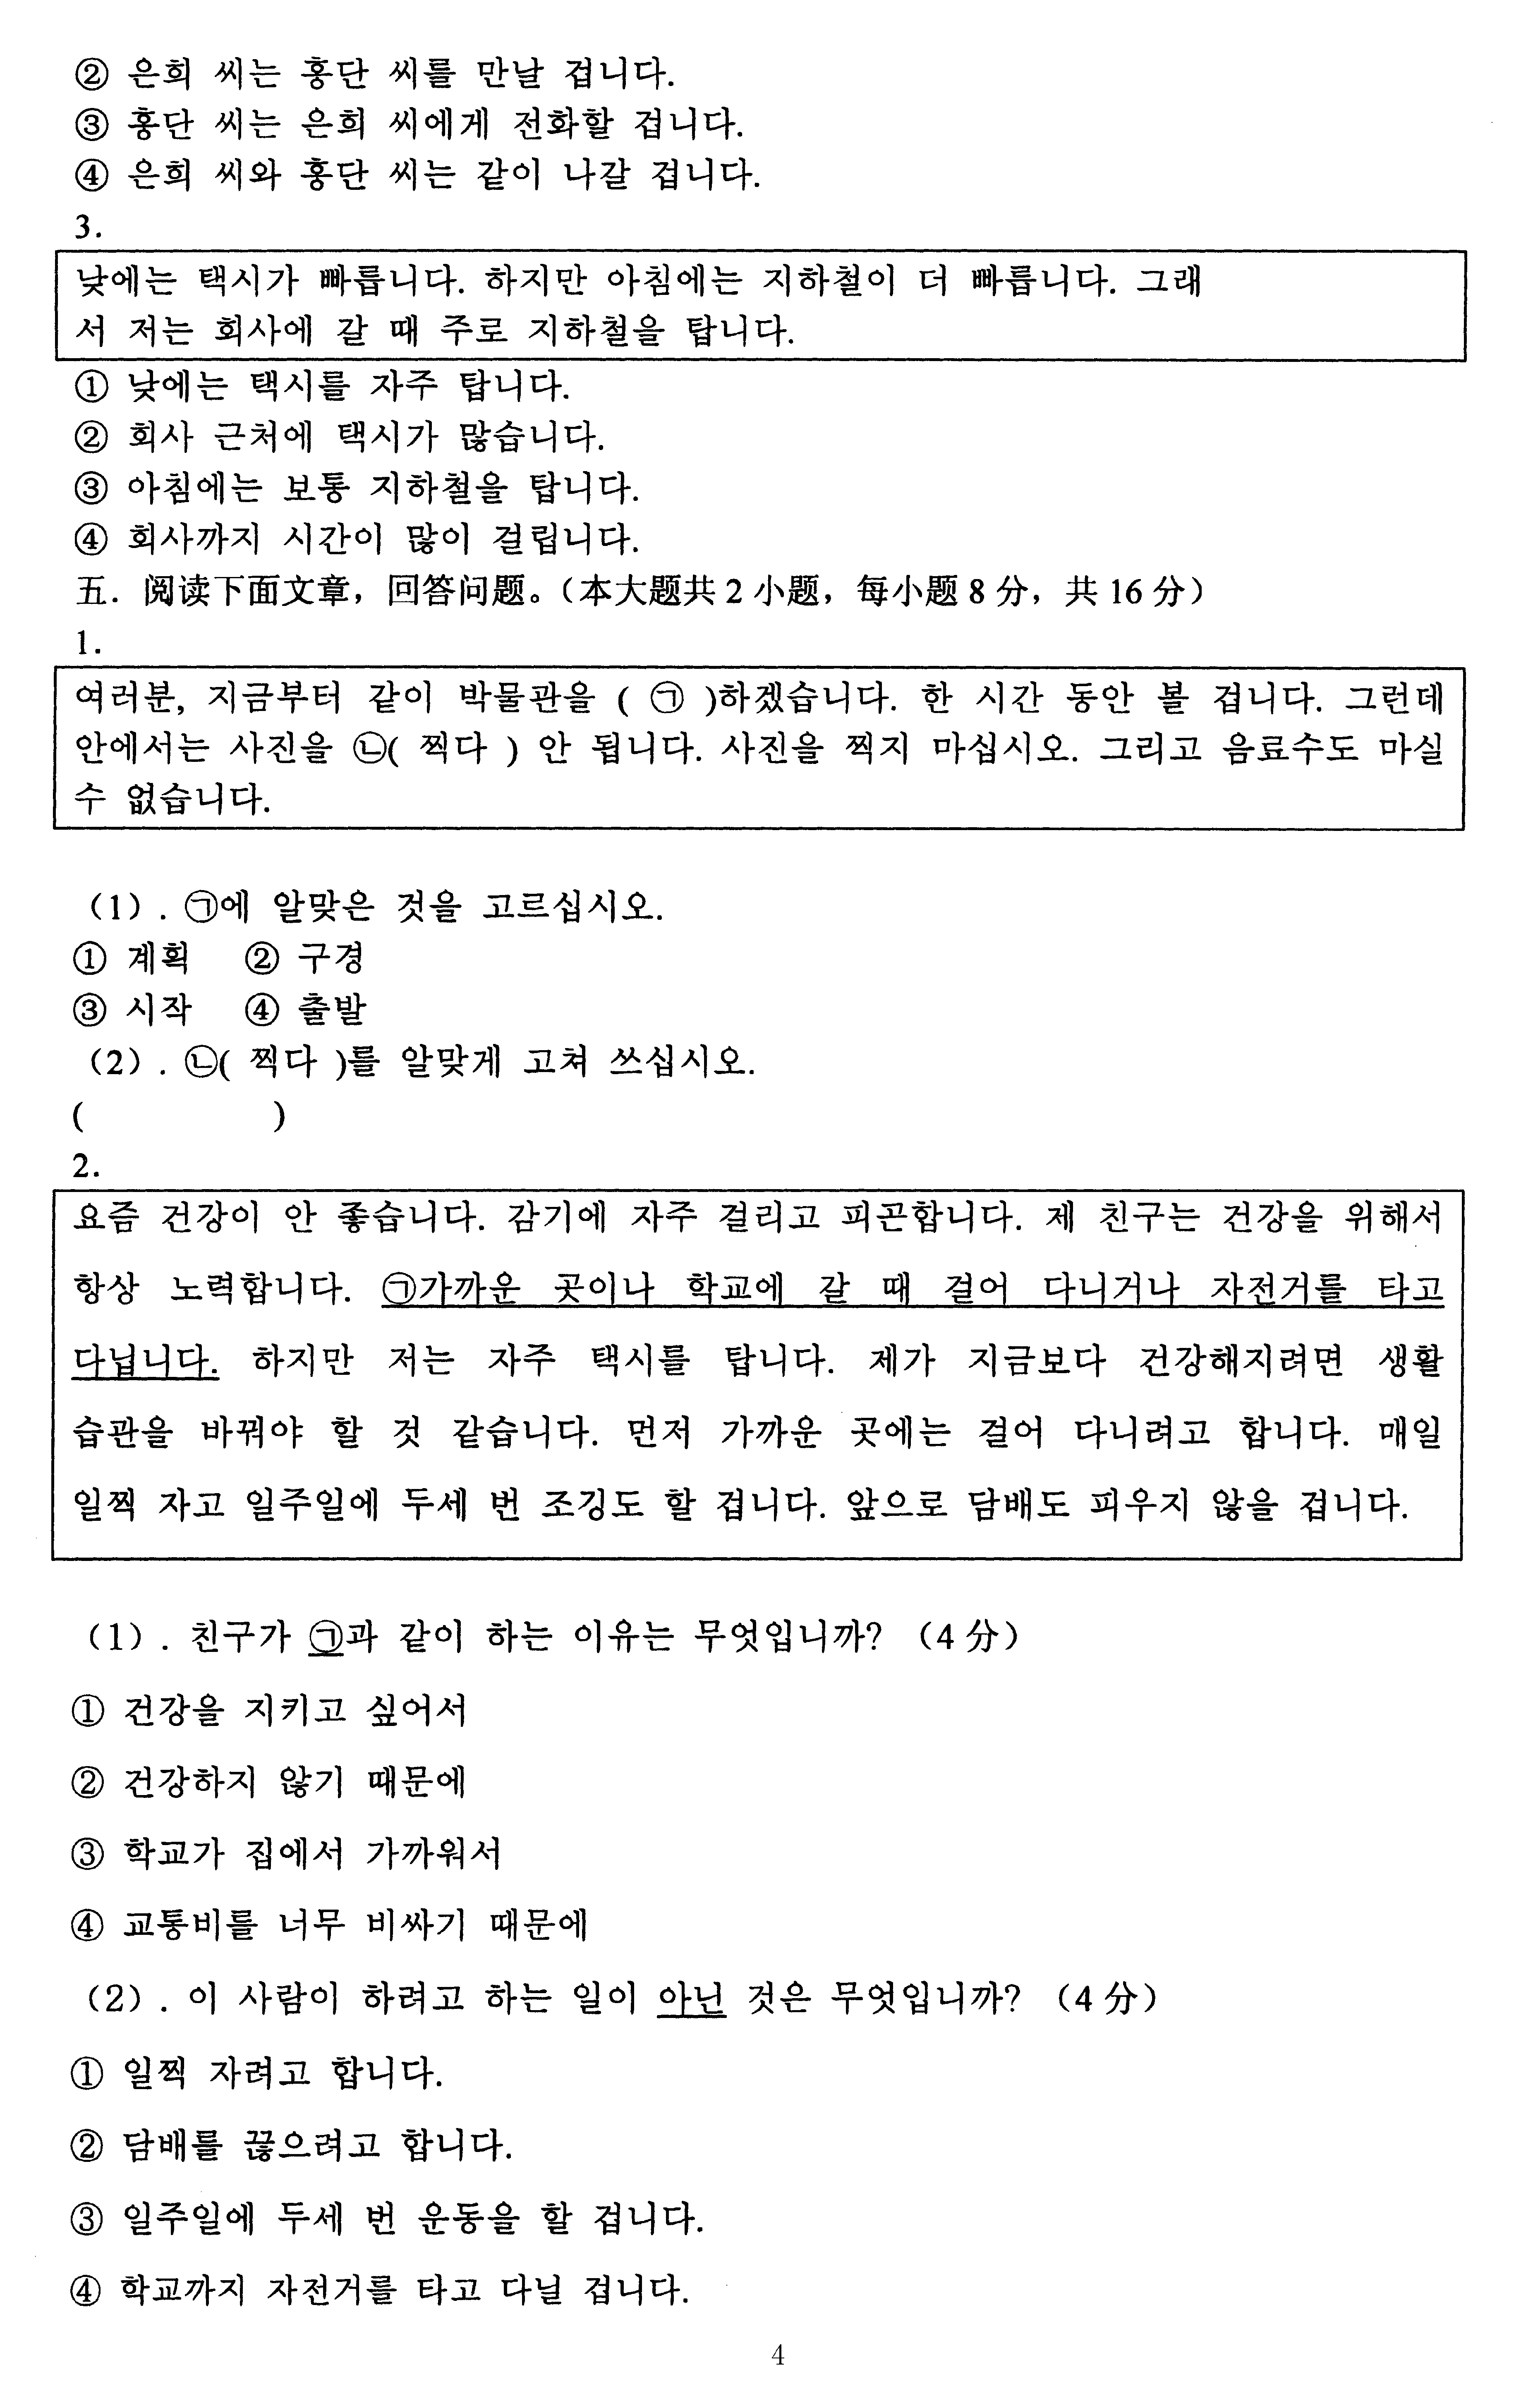 ② 은희 씨는 홍단 씨를 만날 겁니다.
③ 홍단 씨는 은희 씨에게 전화할 겁니다.
④ 은희 씨와 홍단 씨는 같이 나갈 겁니다.
3.
낮에는 택시가 빠릅니다. 하지만 아침에는 지하철이 더 빠릅니다. 그래
서 저는 회사에 갈 때 주로 지하철을 탑니다.
① 낮에는 택시를 자주 탑니다.
② 회사 근처에 택시가 많습니다.
③ 아침에는 보통 지하철을 탑니다.
④ 회사까지 시간이 많이 걸립니다.
五. 阅读下面文章，回答问题。（本大题共 2 小题，每小题 8 分，共 16 分）
1.
여러분, 지금부터 같이 박물관을 ( ㉠ )하겠습니다. 한 시간 동안 볼 겁니다. 그런데
안에서는 사진을 ㉡( 찍다 ) 안 됩니다. 사진을 찍지 마십시오. 그리고 음료수도 마실
수 없습니다.
（1）. ㉠에 알맞은 것을 고르십시오.
① 계획 ② 구경
③ 시작 ④ 출발
（2）. ㉡( 찍다 )를 알맞게 고쳐 쓰십시오.
( )
2.
요즘 건강이 안 좋습니다. 감기에 자주 걸리고 피곤합니다. 제 친구는 건강을 위해서
항상 노력합니다. ㉠가까운 곳이나 학교에 갈 때 걸어 다니거나 자전거를 타고
다닙니다. 하지만 저는 자주 택시를 탑니다. 제가 지금보다 건강해지려면 생활
습관을 바꿔야 할 것 같습니다. 먼저 가까운 곳에는 걸어 다니려고 합니다. 매일
일찍 자고 일주일에 두세 번 조깅도 할 겁니다. 앞으로 담배도 피우지 않을 겁니다.
（1）. 친구가 ㉠과 같이 하는 이유는 무엇입니까? （4 分）
① 건강을 지키고 싶어서
② 건강하지 않기 때문에
③ 학교가 집에서 가까워서
④ 교통비를 너무 비싸기 때문에
（2）. 이 사람이 하려고 하는 일이 아닌 것은 무엇입니까? （4 分）
① 일찍 자려고 합니다.
② 담배를 끊으려고 합니다.
③ 일주일에 두세 번 운동을 할 겁니다.
④ 학교까지 자전거를 타고 다닐 겁니다.
4